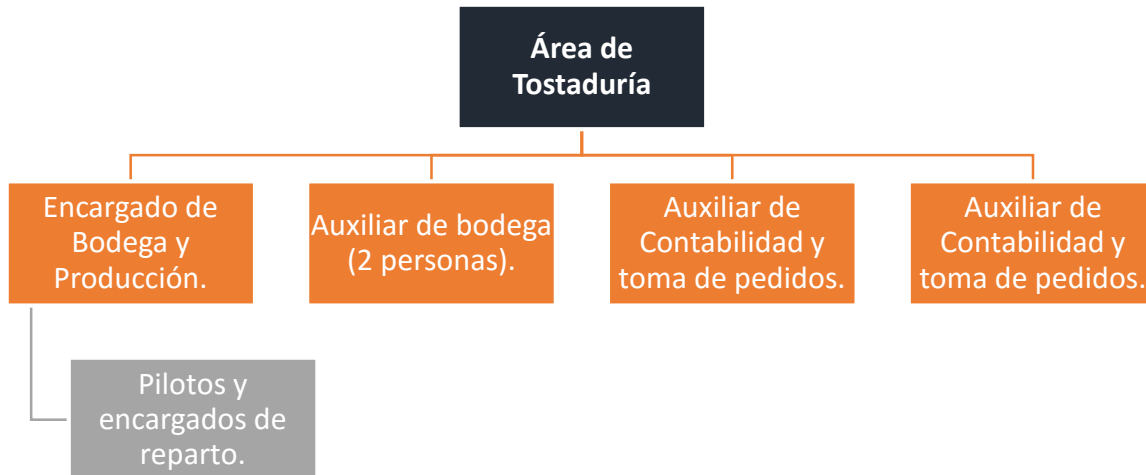 Área de
Tostaduría
Encargado de
Bodega y
Producción.
Auxiliar de bodega
(2 personas).
Auxiliar de
Contabilidad y
toma de pedidos.
Auxiliar de
Contabilidad y
toma de pedidos.
Pilotos y
encargados de
reparto.